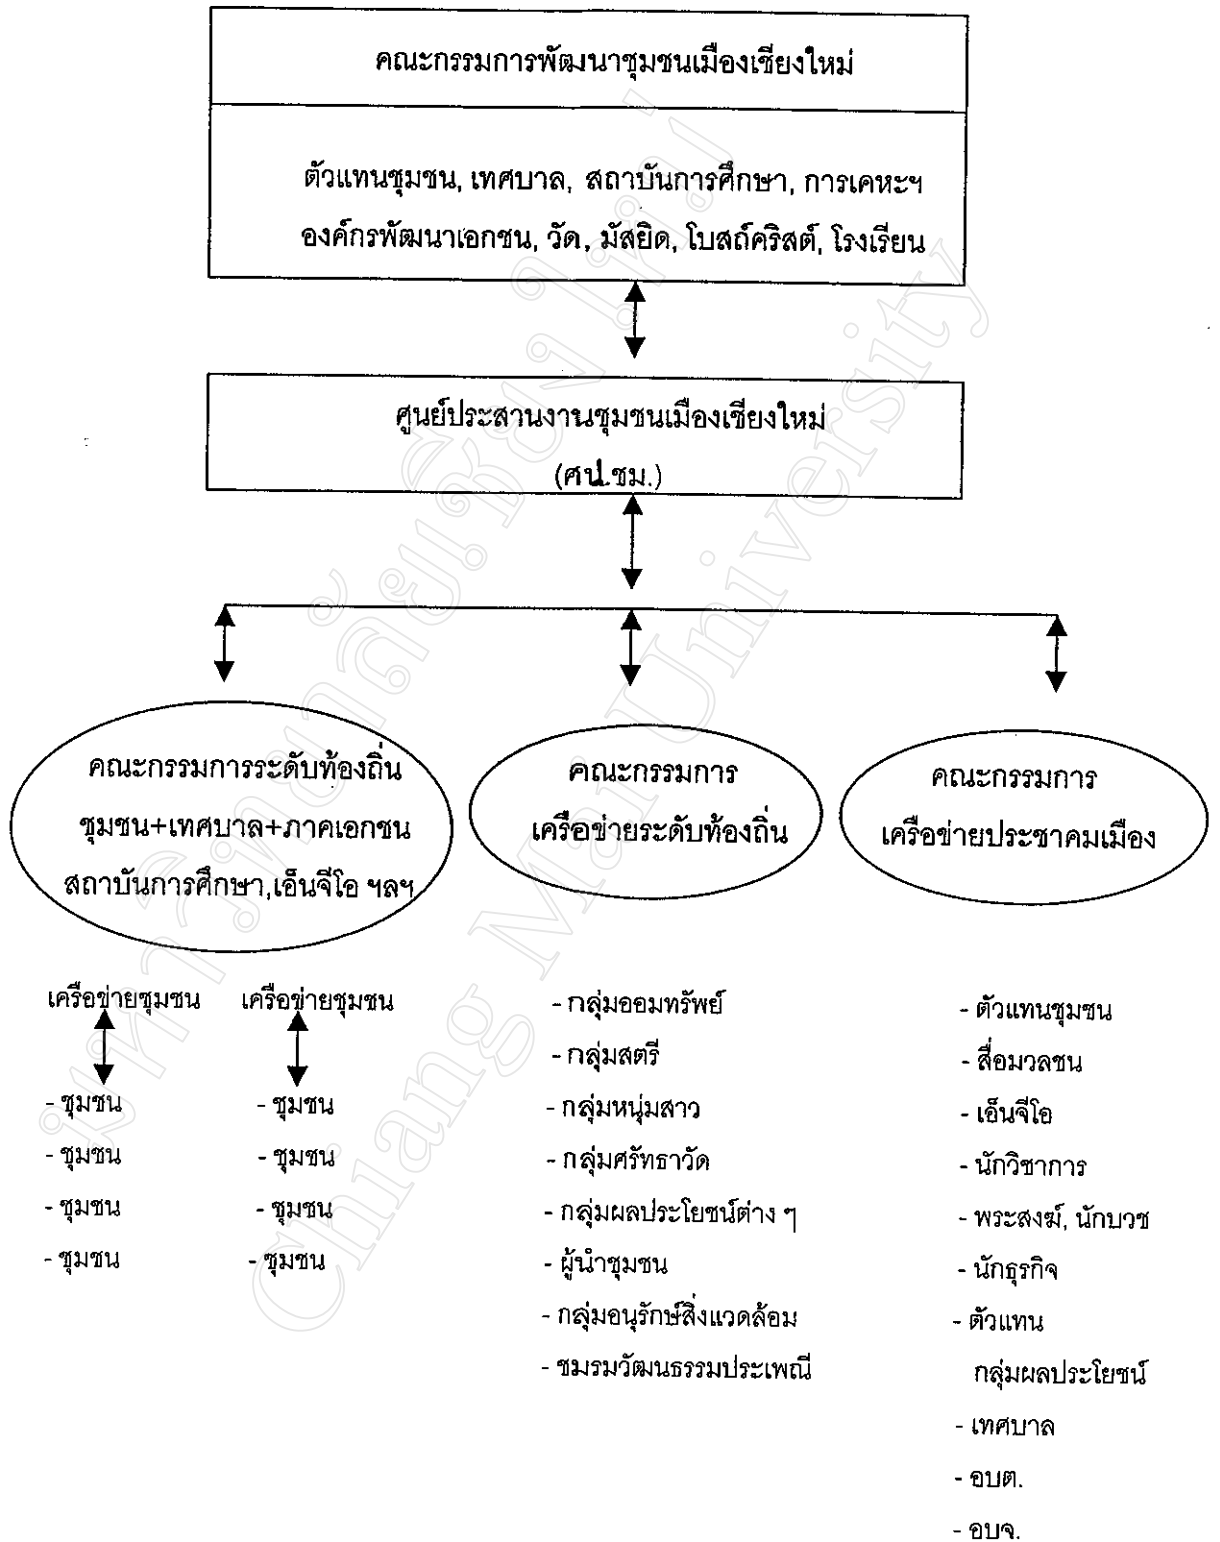 คณะกรรมการพัฒนาชุมชนเมืองเชียงใหม่
ตัวแทนชุมชน, เทศบาล, สถาบันการศึกษา, การเคหะฯ
องค์กรพัฒนาเอกชน, วัด, มัสยิด, โบสถ์คริสต์, โรงเรียน
ศูนย์ประสานงานชุมชนเมืองเชียงใหม่
(ศป.ชม.)
คณะกรรมการระดับท้องถิ่น
ชุมชน+เทศบาล+ภาคเอกชน
สถาบันการศึกษา,เอ็นจีโอ ฯลฯ
คณะกรรมการ
เครือข่ายระดับท้องถิ่น
คณะกรรมการ
เครือข่ายประชาคมเมือง
เครือข่ายชุมชน
- ชุมชน
- ชุมชน
- ชุมชน
- ชุมชน
เครือข่ายชุมชน
- ชุมชน
- ชุมชน
- ชุมชน
- ชุมชน
- กลุ่มออมทรัพย์
- กลุ่มสตรี
- กลุ่มหนุ่มสาว
- กลุ่มศรัทธาวัด
- กลุ่มผลประโยชน์ต่าง ๆ
- ผู้นำชุมชน
- กลุ่มอนุรักษ์สิ่งแวดล้อม
- ชมรมวัฒนธรรมประเพณี
- ตัวแทนชุมชน
- สื่อมวลชน
- เอ็นจีโอ
- นักวิชาการ
- พระสงฆ์, นักบวช
- นักธุรกิจ
- ตัวแทน
กลุ่มผลประโยชน์
- เทศบาล
- อบต.
- อบจ.
มหาวิทยาลัยเชียงใหม่
Chiang Mai University